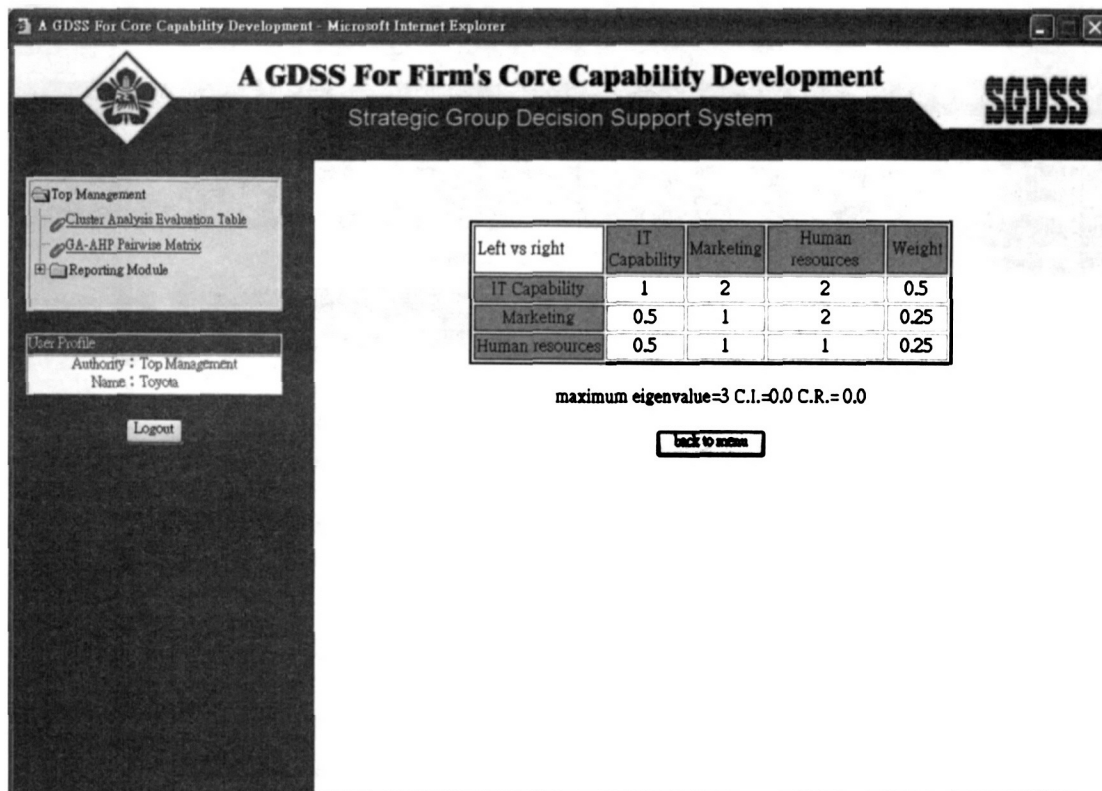 A GDSS For Core Capability Development - Microsoft Internet Explorer
A GDSS For Firm's Core Capability Development
SGDSS
Strategic Group Decision Support System
Top Management
Cluster Analysis Evaluation Table
GA-AHP Pairwise Matrix
Reporting Module
User Profile
Authority : Top Management
Name : Toyota
Logout
Left vs right IT Capability Marketing Human resources Weight
IT Capability 1 2 2 0.5
Marketing 0.5 1 2 0.25
Human resources 0.5 1 1 0.25
maximum eigenvalue=3 C.I.=0.0 C.R.= 0.0
back to menu